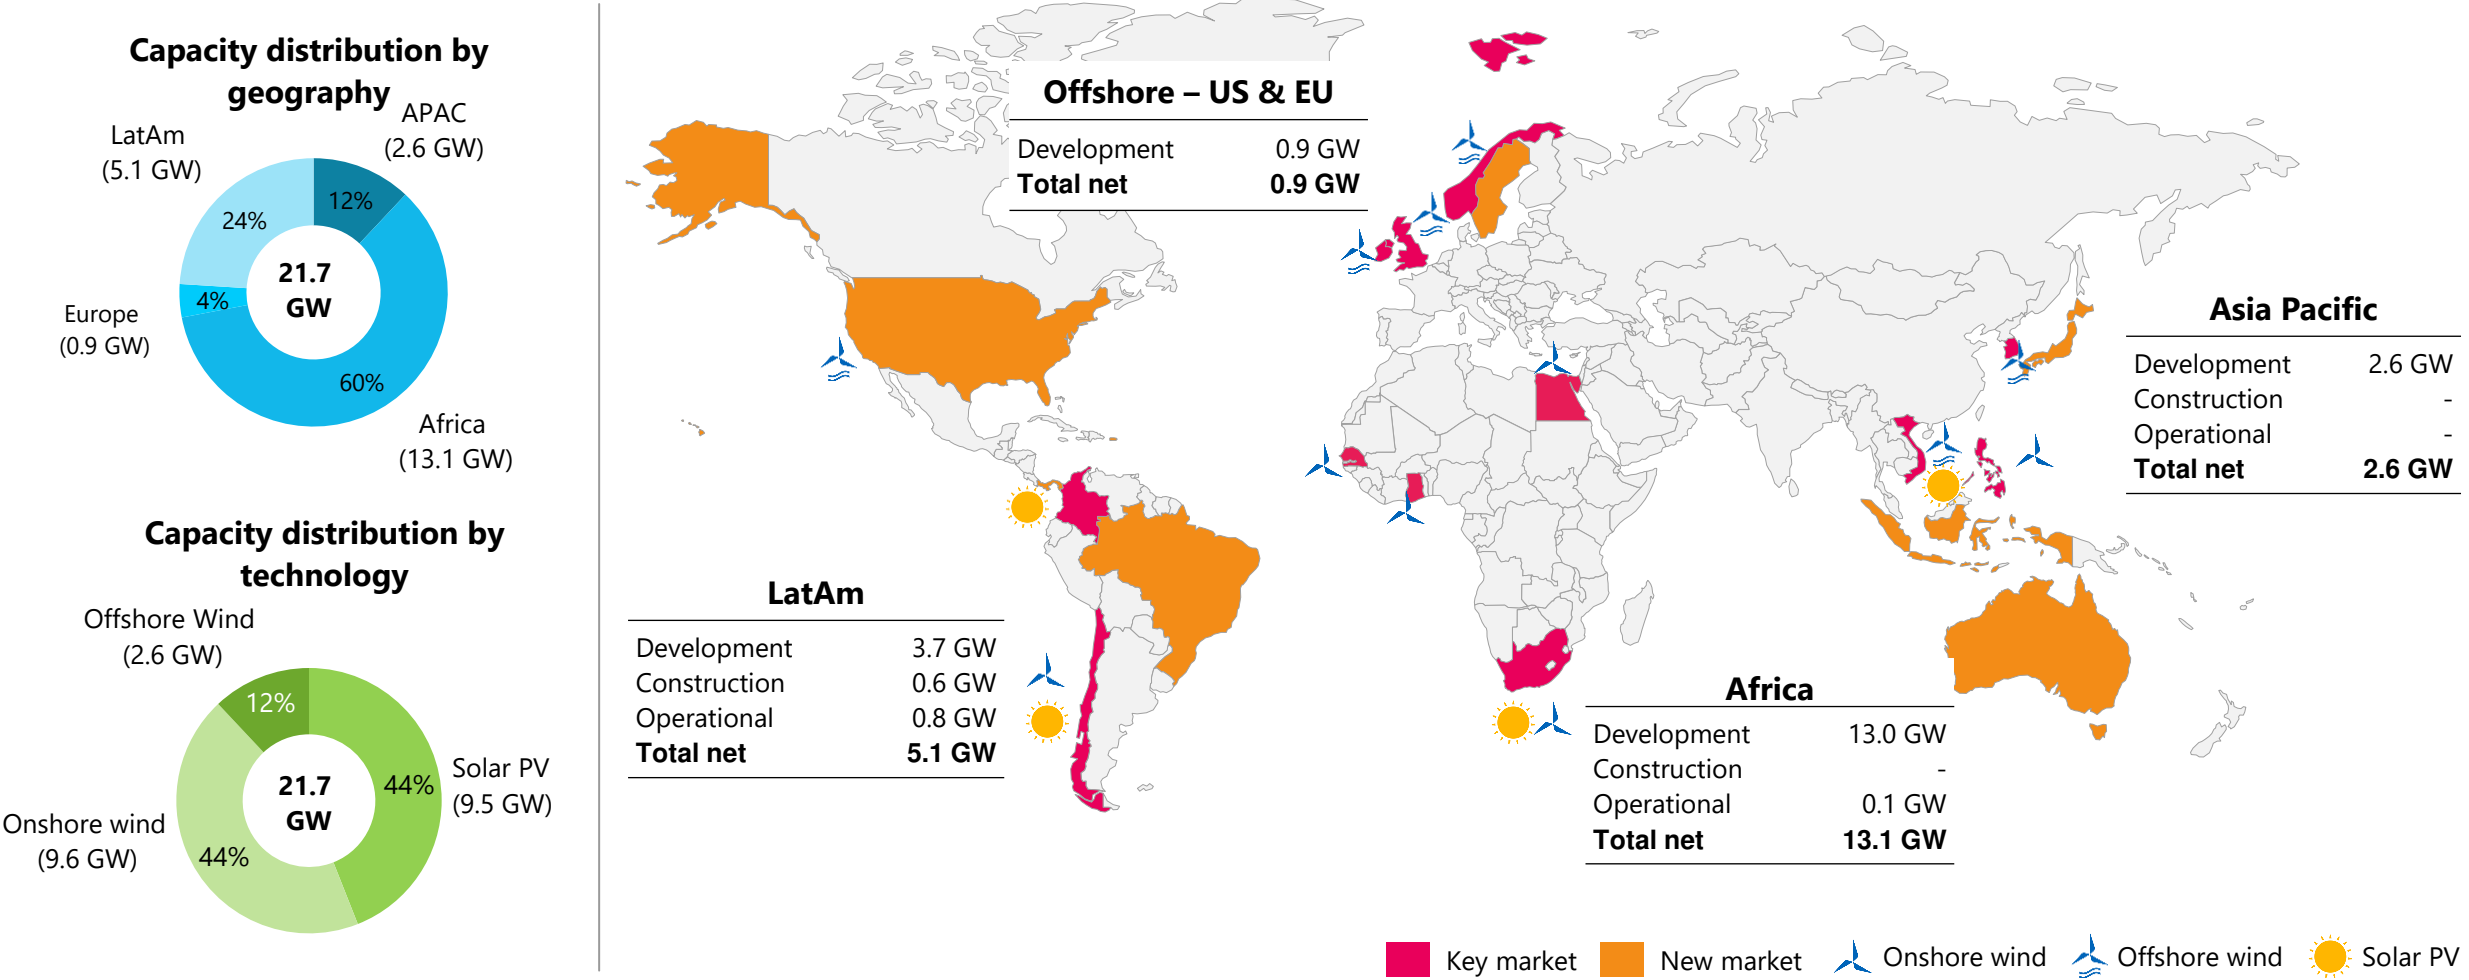 Capacity distribution by
geography
APAC
(2.6 GW)
LatAm
(5.1 GW)
12%
24%
21.7
GW
4%
Europe
(0.9 GW)
60%
Africa
(13.1 GW)
Capacity distribution by
technology
Offshore Wind
(2.6 GW)
12%
Solar PV
(9.5 GW)
44%
21.7
GW
Onshore wind
(9.6 GW)
44%
Offshore – US & EU
Development 0.9 GW
Total net 0.9 GW
Asia Pacific
Development 2.6 GW
Construction -
Operational -
Total net 2.6 GW
LatAm
Development 3.7 GW
Construction 0.6 GW
Operational 0.8 GW
Total net 5.1 GW
Africa
Development 13.0 GW
Construction -
Operational 0.1 GW
Total net 13.1 GW
Key market New market Onshore wind Offshore wind Solar PV